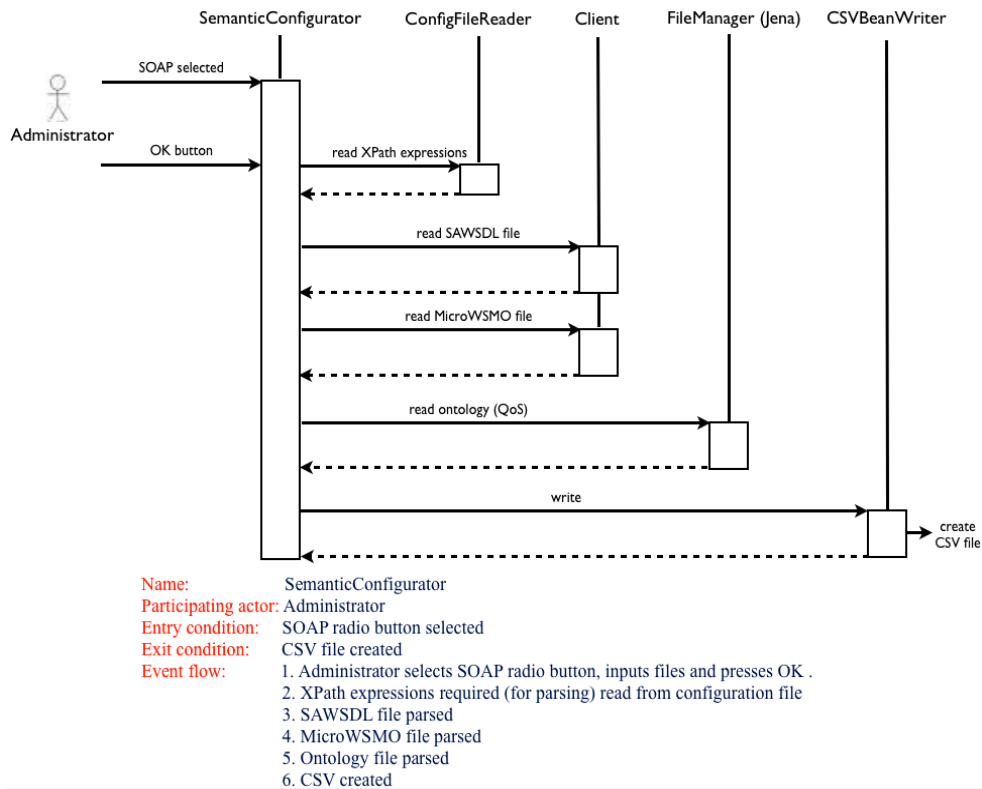 SemanticConfigurator ConfigFileReader Client FileManager (Jena) CSVBeanWriter
SOAP selected
Administrator
OK button
read XPath expressions
read SAWSDL file
read MicroWSMO file
read ontology (QoS)
write
create
CSV file
Name: SemanticConfigurator
Participating actor: Administrator
Entry condition: SOAP radio button selected
Exit condition: CSV file created
Event flow: 1. Administrator selects SOAP radio button, inputs files and presses OK .
2. XPath expressions required (for parsing) read from configuration file
3. SAWSDL file parsed
4. MicroWSMO file parsed
5. Ontology file parsed
6. CSV created